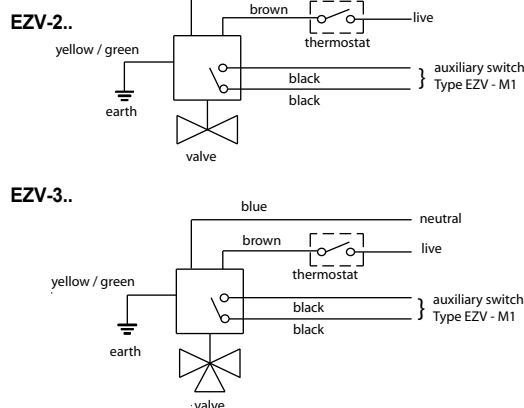 brown
live
EZV-2..
thermostat
yellow / green
auxiliary switch
black
Type EZV - M1
black
earth
valve
EZV-3..
blue
neutral
brown
live
thermostat
yellow / green
auxiliary switch
black
Type EZV - M1
black
earth
valve